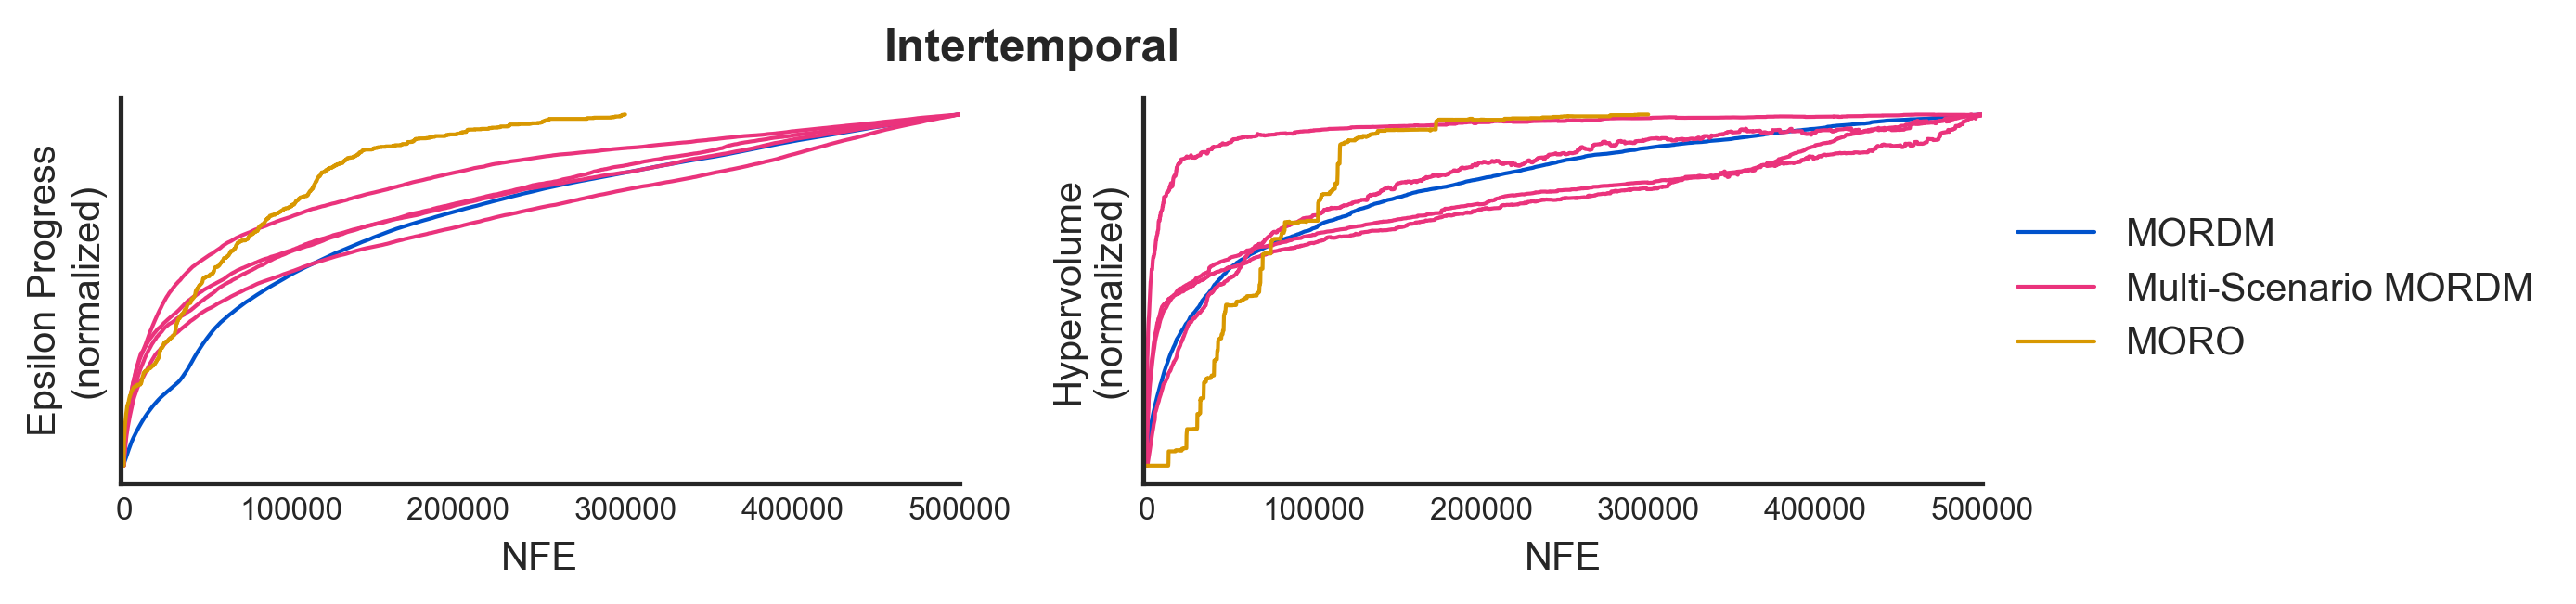 Intertemporal
Epsilon Progress
(normalized)
0 100000 200000 300000 400000 500000
NFE
Hypervolume
(normalized)
0 100000 200000 300000 400000 500000
NFE
MORDM
Multi-Scenario MORDM
MORO